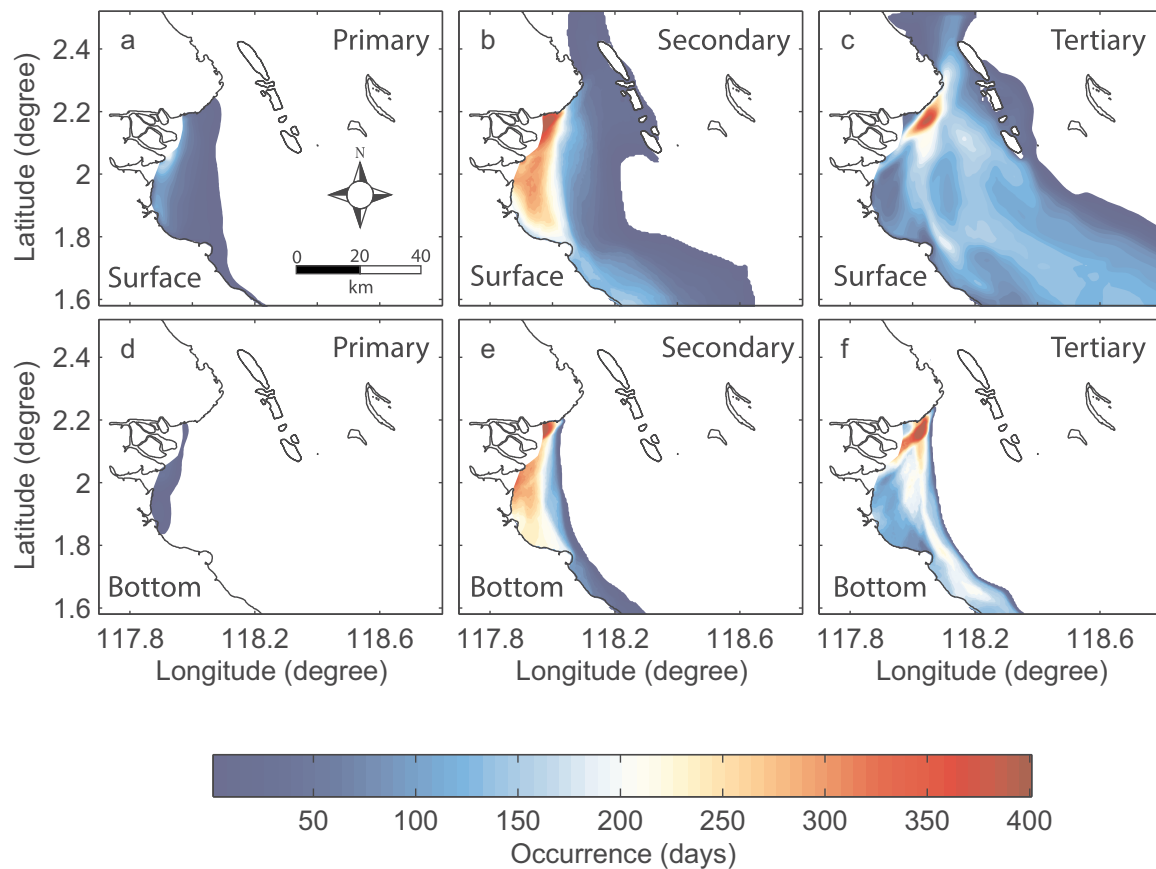 a Primary
b Secondary
c Tertiary
2.4
2.2
2
1.8
1.6
Latitude (degree)
N
0 20 40
km
Surface
Surface
Surface
d Primary
e Secondary
f Tertiary
2.4
2.2
2
1.8
1.6
Latitude (degree)
Bottom
Bottom
Bottom
117.8 118.2 118.6
117.8 118.2 118.6
117.8 118.2 118.6
Longitude (degree)
Longitude (degree)
Longitude (degree)
50 100 150 200 250 300 350 400
Occurrence (days)